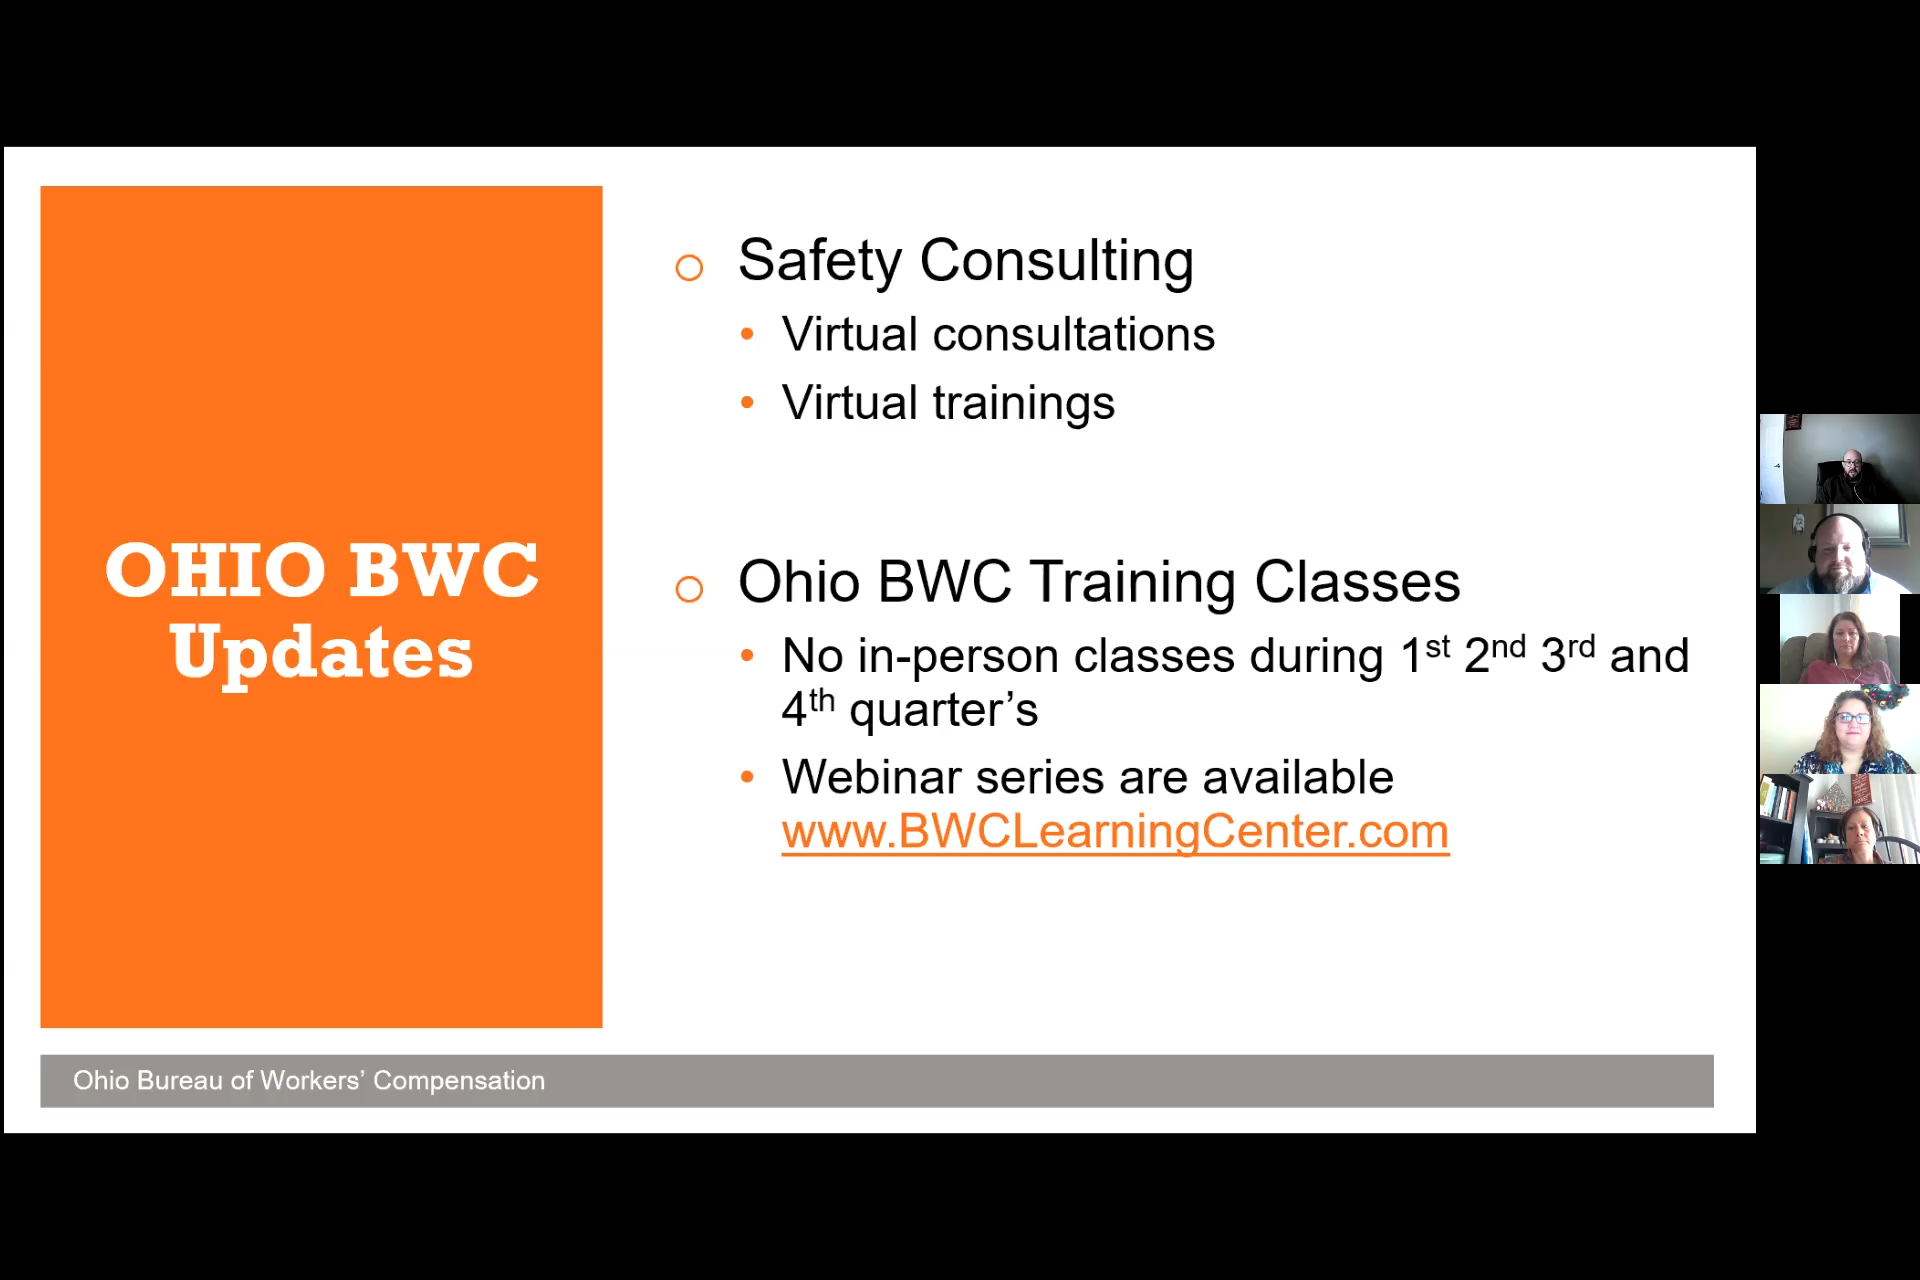 OHIO BWC
Updates
Safety Consulting
Virtual consultations
Virtual trainings
Ohio BWC Training Classes
No in-person classes during 1st 2nd 3rd and
4th quarter’s
Webinar series are available
www.BWCLearningCenter.com
Ohio Bureau of Workers’ Compensation